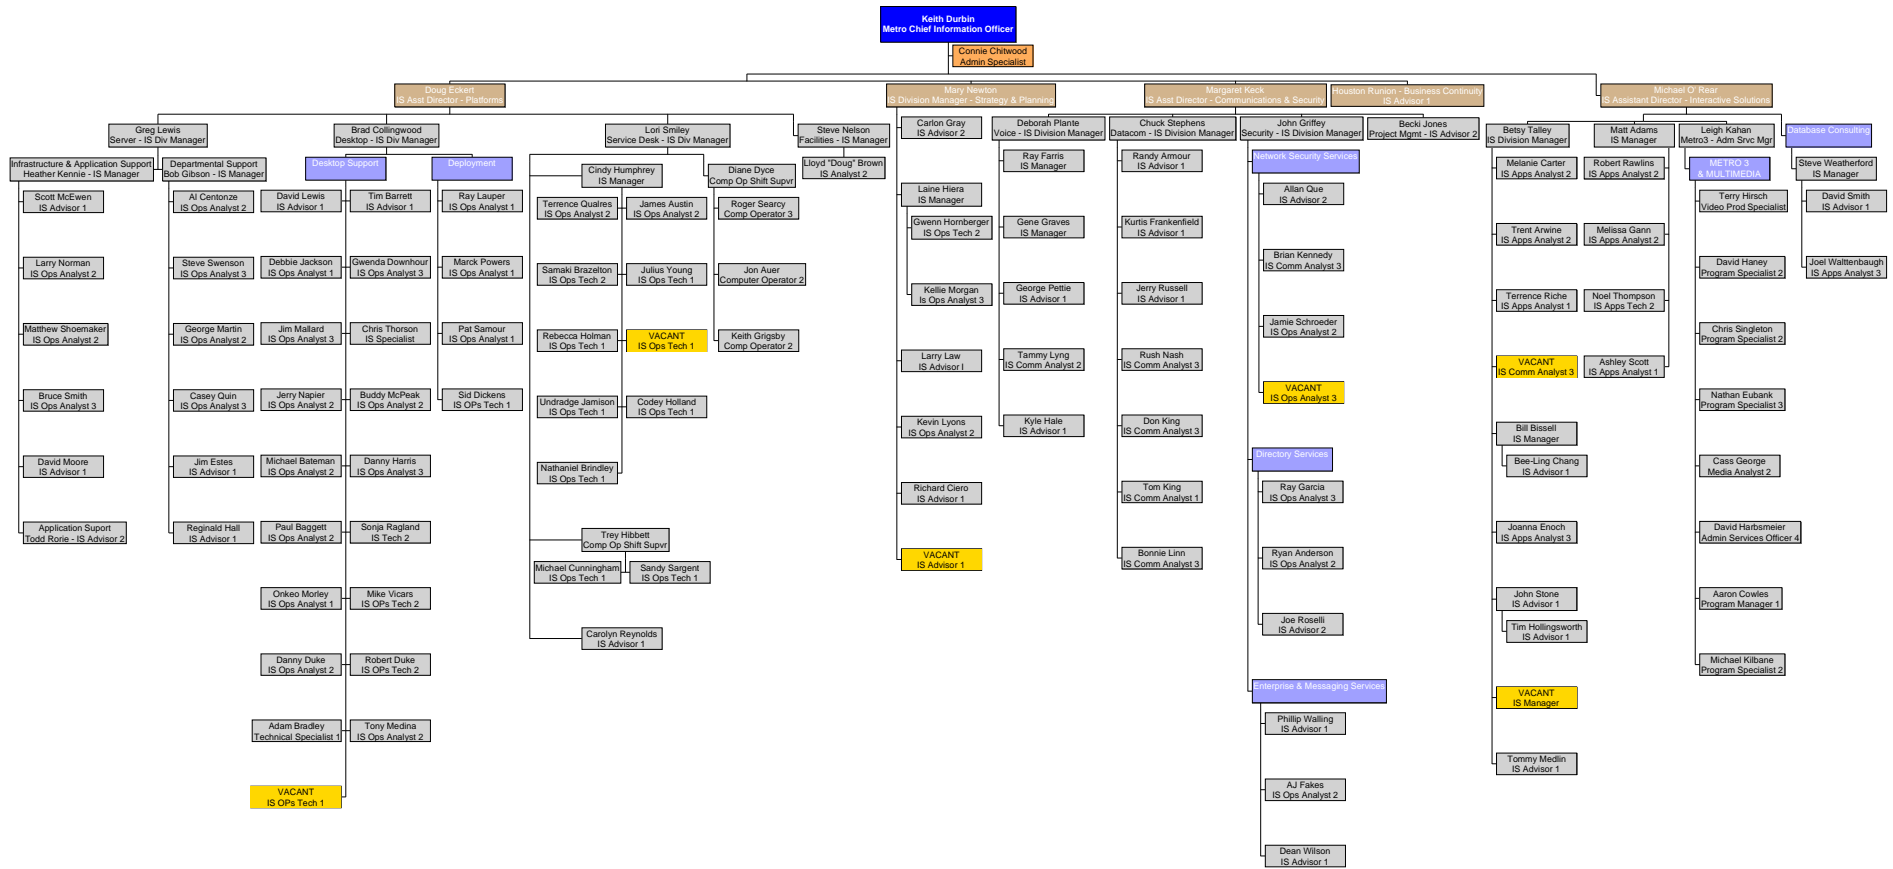 Keith Durbin
Metro Chief Information Officer
Connie Chitwood
Admin Specialist
Doug Eckert
IS Asst Director - Platforms
Mary Newton
IS Division Manager - Strategy & Planning
Margaret Keck
IS Asst Director - Communications & Security
Houston Runion - Business Continuity
IS Advisor 1
Michael O' Rear
IS Assistant Director - Interactive Solutions
Greg Lewis
Server - IS Div Manager
Infrastructure & Application Support
Heather Kennie - IS Manager
Scott McEwen
IS Advisor 1
Larry Norman
IS Ops Analyst 2
Matthew Shoemaker
IS Ops Analyst 2
Bruce Smith
IS Ops Analyst 3
David Moore
IS Advisor 1
Application Suport
Todd Rorie - IS Advisor 2
Departmental Support
Bob Gibson - IS Manager
Al Centonze
IS Ops Analyst 2
Steve Swenson
IS Ops Analyst 3
George Martin
IS Ops Analyst 2
Casey Quin
IS Ops Analyst 3
Jim Estes
IS Advisor 1
Reginald Hall
IS Advisor 1
Brad Collingwood
Desktop - IS Div Manager
Desktop Support
David Lewis
IS Advisor 1
Tim Barrett
IS Advisor 1
Debbie Jackson
IS Ops Analyst 1
Gwenda Downhour
IS Ops Analyst 3
Jim Mallard
IS Ops Analyst 3
Chris Thorson
IS Specialist
Jerry Napier
IS Ops Analyst 2
Buddy McPeak
IS Ops Analyst 2
Michael Bateman
IS Ops Analyst 2
Danny Harris
IS Ops Analyst 3
Paul Baggett
IS Ops Analyst 2
Sonja Ragland
IS Tech 2
Onkeo Morley
IS Ops Analyst 1
Mike Vicars
IS OPs Tech 2
Danny Duke
IS Ops Analyst 2
Robert Duke
IS OPs Tech 2
Adam Bradley
Technical Specialist 1
Tony Medina
IS Ops Analyst 2
VACANT
IS OPs Tech 1
Deployment
Ray Lauper
IS Ops Analyst 1
Marck Powers
IS Ops Analyst 1
Pat Samour
IS Ops Analyst 1
Sid Dickens
IS OPs Tech 1
Lori Smiley
Service Desk - IS Div Manager
Cindy Humphrey
IS Manager
Terrence Qualres
IS Ops Analyst 2
James Austin
IS Ops Analyst 2
Samaki Brazelton
IS Ops Tech 2
Julius Young
IS Ops Tech 1
Rebecca Holman
IS Ops Tech 1
VACANT
IS Ops Tech 1
Undradge Jamison
IS Ops Tech 1
Codey Holland
IS Ops Tech 1
Nathaniel Brindley
IS Ops Tech 1
Trey Hibbett
Comp Op Shift Supvr
Michael Cunningham
IS Ops Tech 1
Sandy Sargent
IS Ops Tech 1
Carolyn Reynolds
IS Advisor 1
Diane Dyce
Comp Op Shift Supvr
Roger Searcy
Comp Operator 3
Jon Auer
Computer Operator 2
Keith Grigsby
Comp Operator 2
Steve Nelson
Facilities - IS Manager
Lloyd "Doug" Brown
IS Analyst 2
Carlon Gray
IS Advisor 2
Laine Hiera
IS Manager
Gwenn Hornberger
IS Ops Tech 2
Kellie Morgan
Is Ops Analyst 3
Larry Law
IS Advisor I
Kevin Lyons
IS Ops Analyst 2
Richard Ciero
IS Advisor 1
VACANT
IS Advisor 1
Deborah Plante
Voice - IS Division Manager
Ray Farris
IS Manager
Gene Graves
IS Manager
George Pettie
IS Advisor 1
Tammy Lyng
IS Comm Analyst 2
Kyle Hale
IS Advisor 1
Chuck Stephens
Datacom - IS Division Manager
Randy Armour
IS Advisor 1
Kurtis Frankenfield
IS Advisor 1
Jerry Russell
IS Advisor 1
Rush Nash
IS Comm Analyst 3
Don King
IS Comm Analyst 3
Tom King
IS Comm Analyst 1
Bonnie Linn
IS Comm Analyst 3
John Griffey
Security - IS Division Manager
Network Security Services
Allan Que
IS Advisor 2
Brian Kennedy
IS Comm Analyst 3
Jamie Schroeder
IS Ops Analyst 2
VACANT
IS Ops Analyst 3
Directory Services
Ray Garcia
IS Ops Analyst 3
Ryan Anderson
IS Ops Analyst 2
Joe Roselli
IS Advisor 2
Enterprise & Messaging Services
Phillip Walling
IS Advisor 1
AJ Fakes
IS Ops Analyst 2
Dean Wilson
IS Advisor 1
Becki Jones
Project Mgmt - IS Advisor 2
Betsy Talley
IS Division Manager
Melanie Carter
IS Apps Analyst 2
Trent Arwine
IS Apps Analyst 2
Terrence Riche
IS Apps Analyst 1
VACANT
IS Comm Analyst 3
Bill Bissell
IS Manager
Bee-Ling Chang
IS Advisor 1
Joanna Enoch
IS Apps Analyst 3
John Stone
IS Advisor 1
Tim Hollingsworth
IS Advisor 1
VACANT
IS Manager
Tommy Medlin
IS Advisor 1
Matt Adams
IS Manager
Robert Rawlins
IS Apps Analyst 2
Melissa Gann
IS Apps Analyst 2
Noel Thompson
IS Apps Tech 2
Ashley Scott
IS Apps Analyst 1
Leigh Kahan
Metro3 - Adm Srvc Mgr
METRO 3
& MULTIMEDIA
Terry Hirsch
Video Prod Specialist
David Haney
Program Specialist 2
Chris Singleton
Program Specialist 2
Nathan Eubank
Program Specialist 3
Cass George
Media Analyst 2
David Harbsmeier
Admin Services Officer 4
Aaron Cowles
Program Manager 1
Michael Kilbane
Program Specialist 2
Database Consulting
Steve Weatherford
IS Manager
David Smith
IS Advisor 1
Joel Walttenbaugh
IS Apps Analyst 3